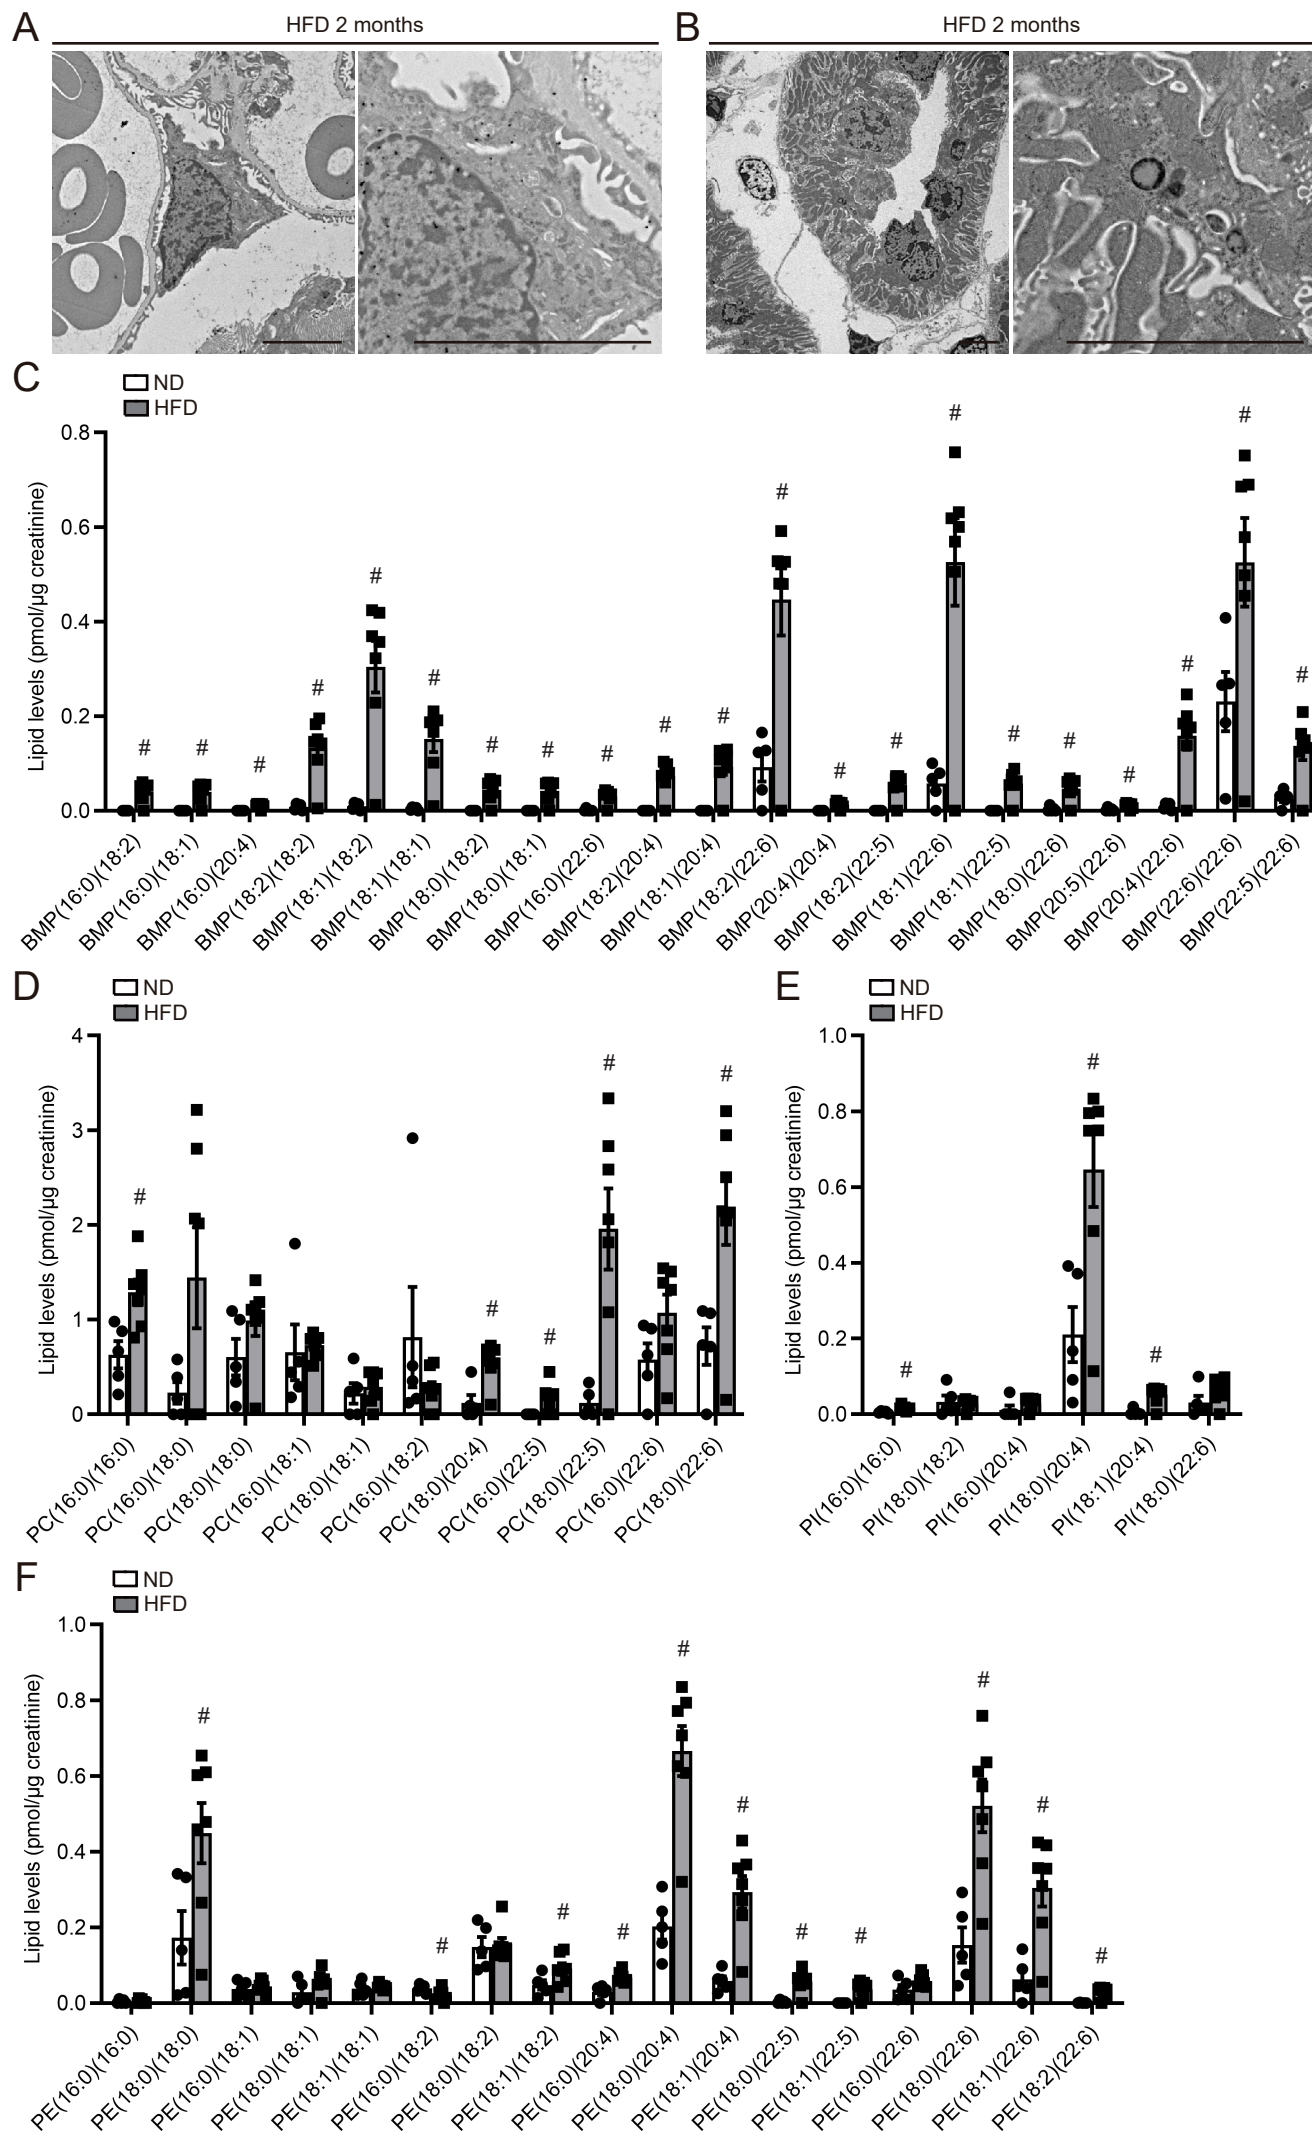 A
HFD 2 months
B
HFD 2 months
C
ND
HFD
Lipid levels (pmol/µg creatinine)
0.8
0.6
0.4
0.2
0.0
# # # # # # # # # # # # # # # # # # # # #
BMP(16:0)(18:2)
BMP(16:0)(18:1)
BMP(16:0)(20:4)
BMP(18:2)(18:2)
BMP(18:1)(18:2)
BMP(18:1)(18:1)
BMP(18:0)(18:2)
BMP(18:0)(18:1)
BMP(16:0)(22:6)
BMP(18:2)(20:4)
BMP(18:1)(20:4)
BMP(18:2)(22:6)
BMP(20:4)(20:4)
BMP(18:2)(22:5)
BMP(18:1)(22:6)
BMP(18:1)(22:5)
BMP(18:0)(22:6)
BMP(20:5)(22:6)
BMP(20:4)(22:6)
BMP(22:6)(22:6)
BMP(22:5)(22:6)
D
ND
HFD
Lipid levels (pmol/µg creatinine)
4
3
2
1
0
# # # # #
PC(16:0)(16:0)
PC(16:0)(18:0)
PC(18:0)(18:0)
PC(16:0)(18:1)
PC(18:0)(18:1)
PC(16:0)(18:2)
PC(18:0)(20:4)
PC(16:0)(22:5)
PC(18:0)(22:5)
PC(16:0)(22:6)
PC(18:0)(22:6)
E
ND
HFD
Lipid levels (pmol/µg creatinine)
1.0
0.8
0.6
0.4
0.2
0.0
# # #
PI(16:0)(16:0)
PI(18:0)(18:2)
PI(16:0)(20:4)
PI(18:0)(20:4)
PI(18:1)(20:4)
PI(18:0)(22:6)
F
ND
HFD
Lipid levels (pmol/µg creatinine)
1.0
0.8
0.6
0.4
0.2
0.0
# # # # # # # # # # #
PE(16:0)(16:0)
PE(18:0)(18:0)
PE(16:0)(18:1)
PE(18:0)(18:1)
PE(18:1)(18:1)
PE(16:0)(18:2)
PE(18:0)(18:2)
PE(18:1)(18:2)
PE(16:0)(20:4)
PE(18:0)(20:4)
PE(18:1)(20:4)
PE(18:0)(22:5)
PE(18:1)(22:5)
PE(16:0)(22:6)
PE(18:0)(22:6)
PE(18:1)(22:6)
PE(18:2)(22:6)